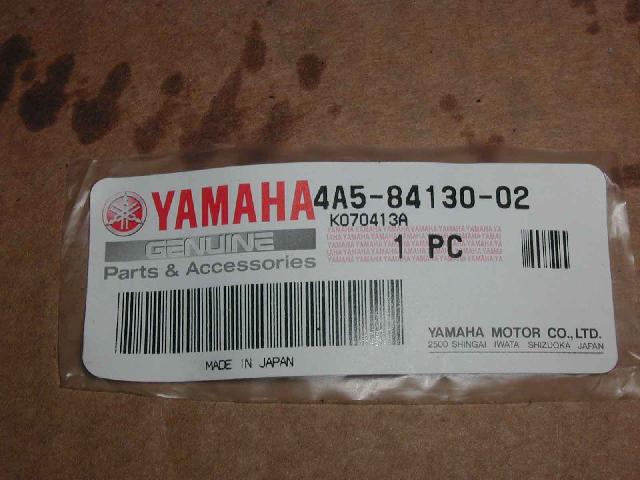 YAMAHA 4A5-84130-02
K070413A
GENUINE
Parts & Accessories
1 PC
MADE IN JAPAN
YAMAHA MOTOR CO., LTD.
2500 SHINGAI IWATA SHIZUOKA JAPAN